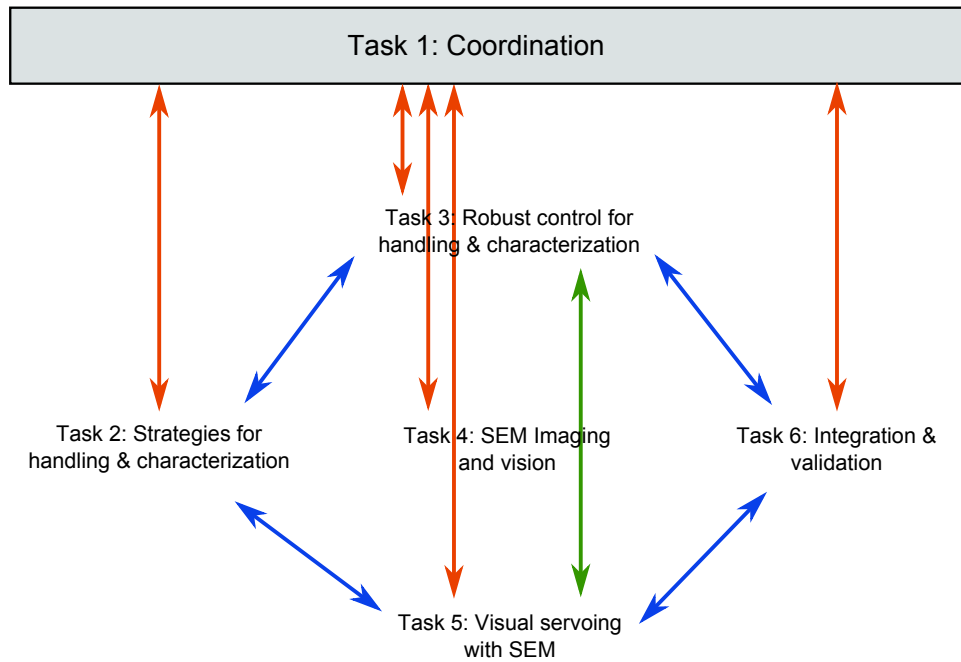 Task 1: Coordination
Task 3: Robust control for
handling & characterization
Task 2: Strategies for
handling & characterization
Task 4: SEM Imaging
and vision
Task 6: Integration &
validation
Task 5: Visual servoing
with SEM